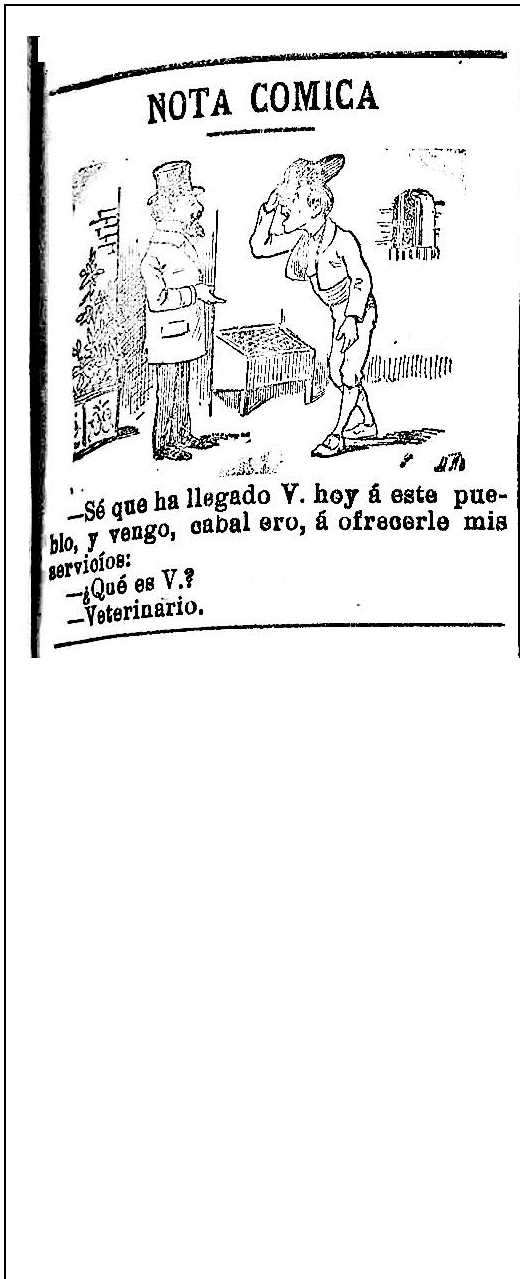 NOTA COMICA
—Sé que ha llegado V. hoy á este pue-
blo, y vengo, cabal ero, á ofrecerle mis
servicios:
—¿Qué es V.?
—Veterinario.